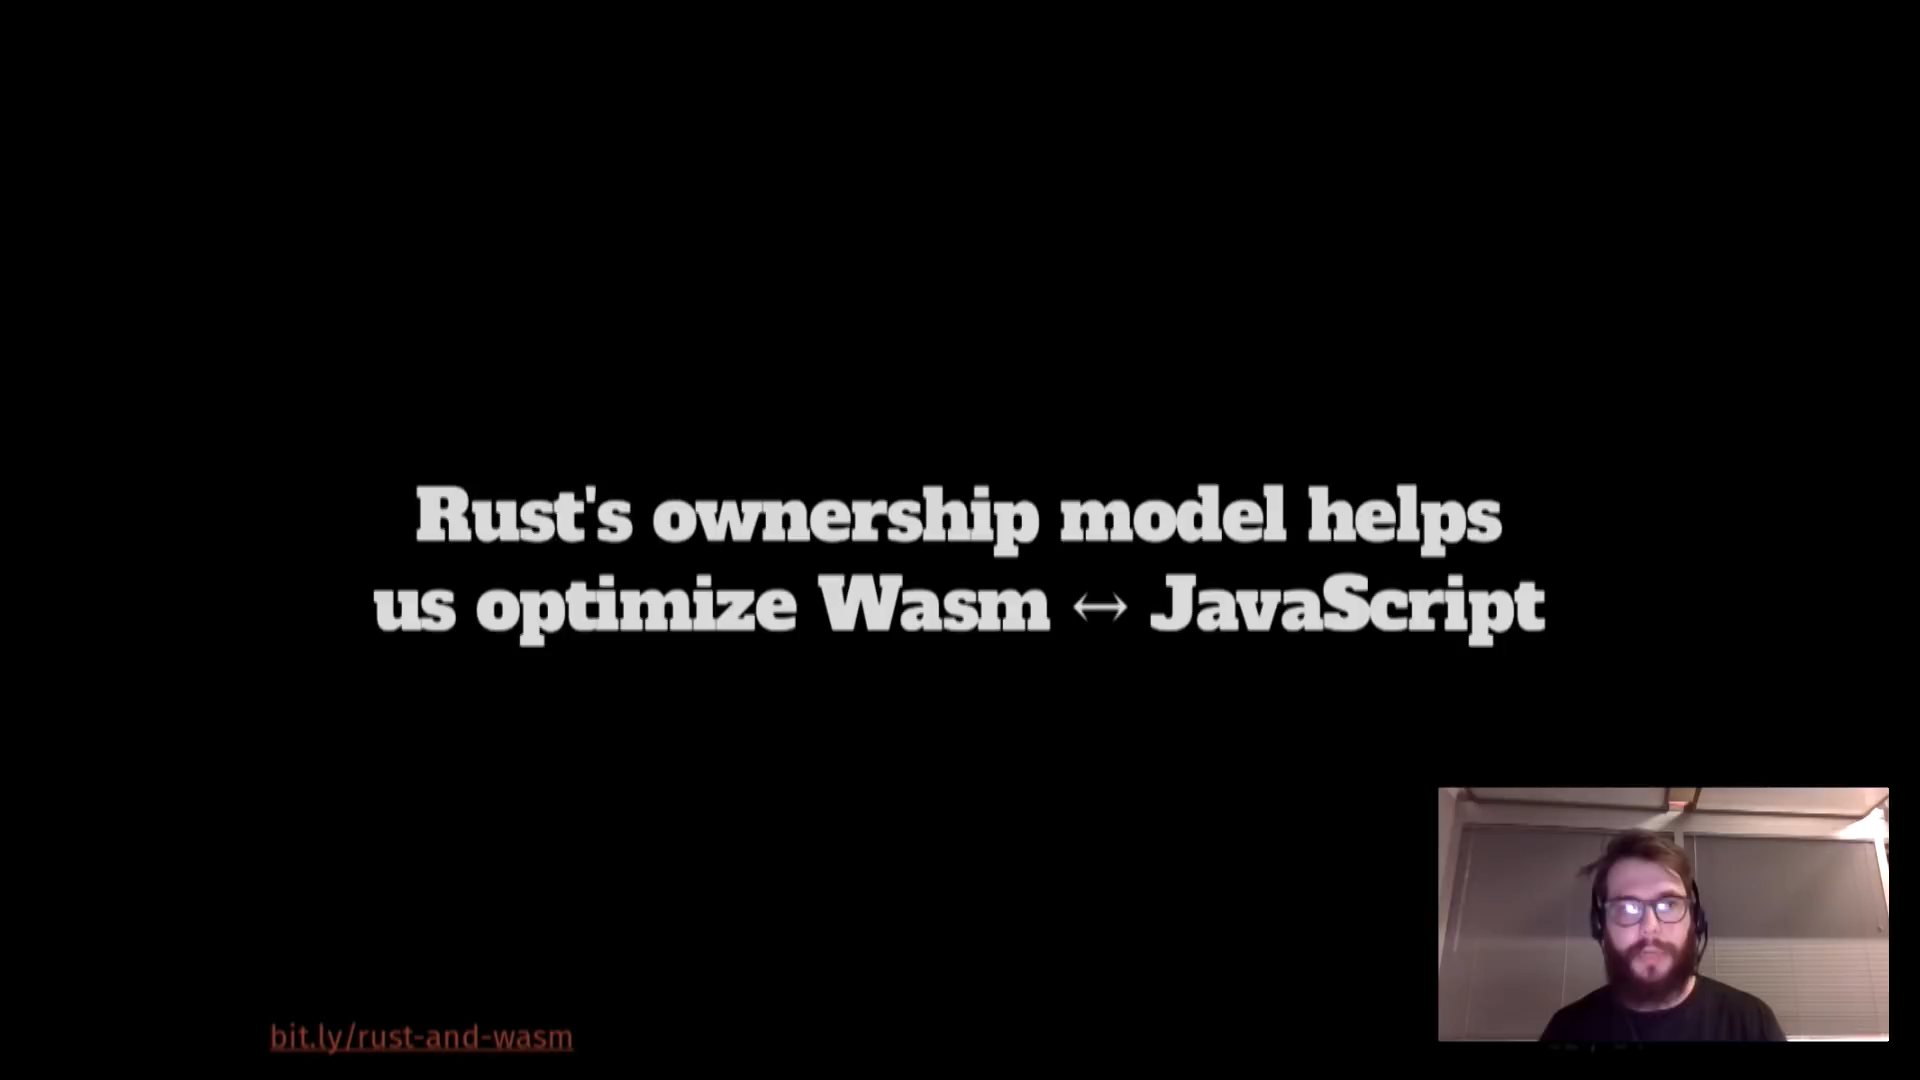 Rust's ownership model helps
us optimize Wasm ↔ JavaScript
bit.ly/rust-and-wasm